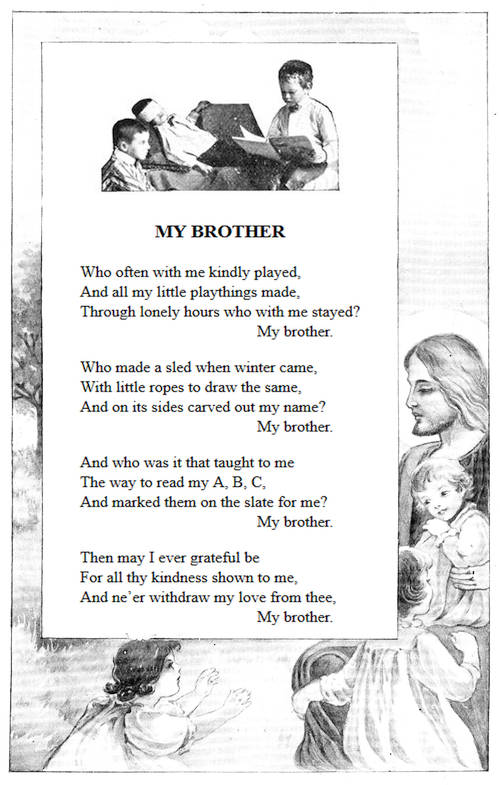 MY BROTHER
Who often with me kindly played,
And all my little playthings made,
Through lonely hours who with me stayed?
My brother.
Who made a sled when winter came,
With little ropes to draw the same,
And on its sides carved out my name?
My brother.
And who was it that taught to me
The way to read my A, B, C,
And marked them on the slate for me?
My brother.
Then may I ever grateful be
For all thy kindness shown to me,
And ne’er withdraw my love from thee,
My brother.